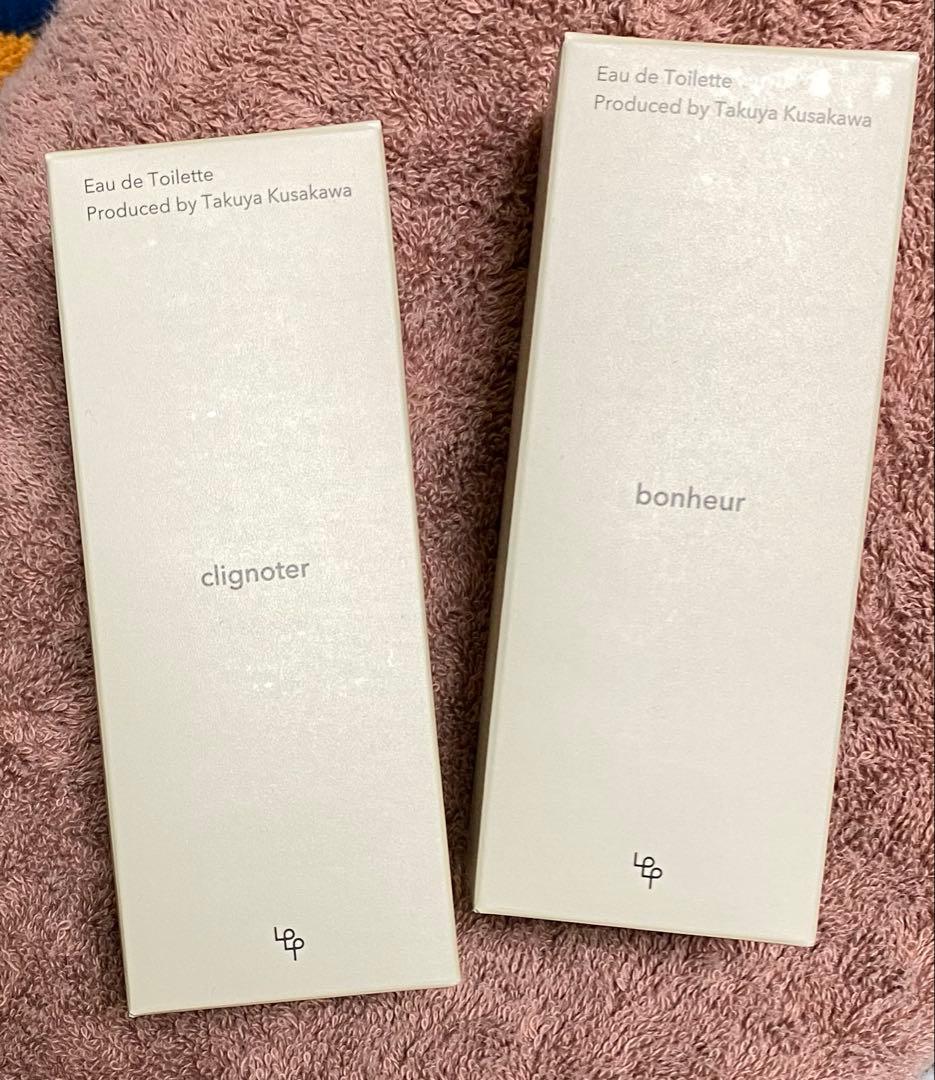 Eau de Toilette
Produced by Takuya Kusakawa
clignoter
Eau de Toilette
Produced by Takuya Kusakawa
bonheur